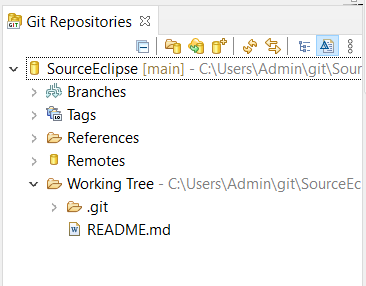 Git Repositories
SourceEclipse [main] - C:\Users\Admin\git\Sour
Branches
Tags
References
Remotes
Working Tree - C:\Users\Admin\git\SourceEc
.git
README.md